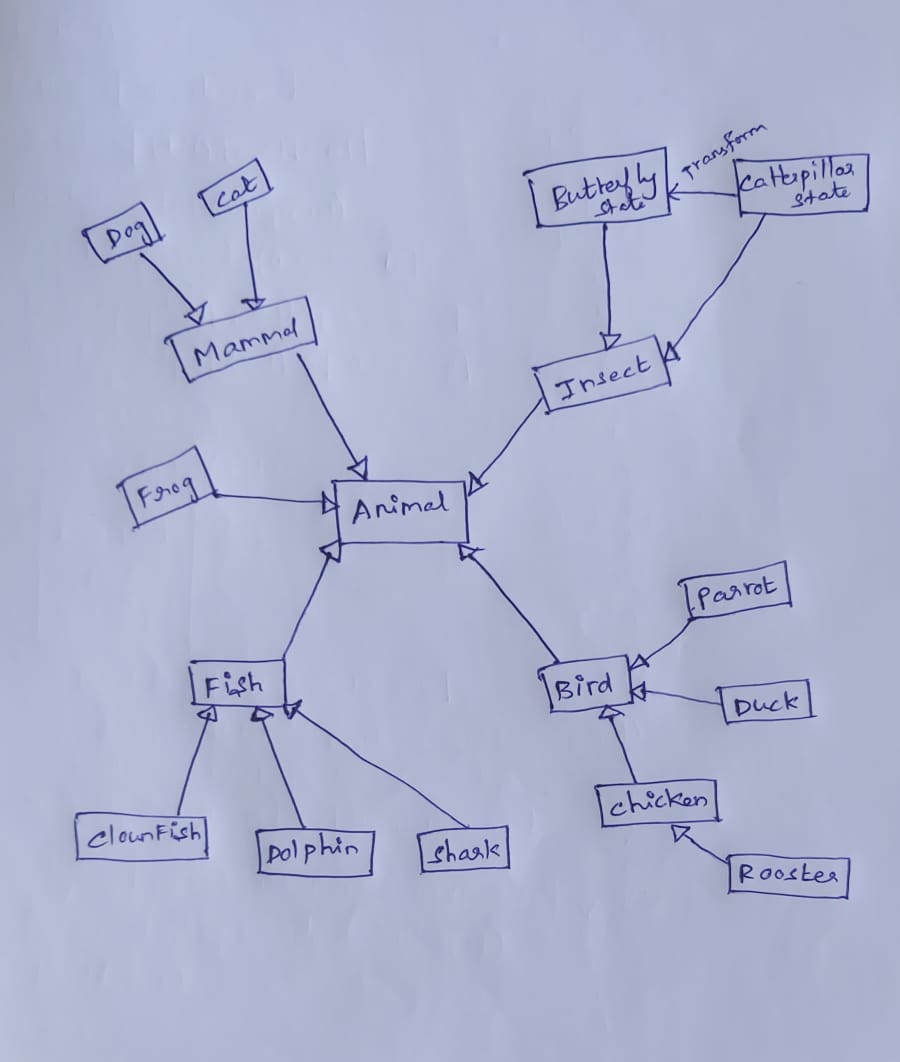 Transform
Butterfly
state
Catterpillar
state
Cat
Dog
Mammal
Insect
Frog
Animal
Parrot
Fish
Bird
Duck
Chicken
ClownFish
Dolphin
Shark
Rooster